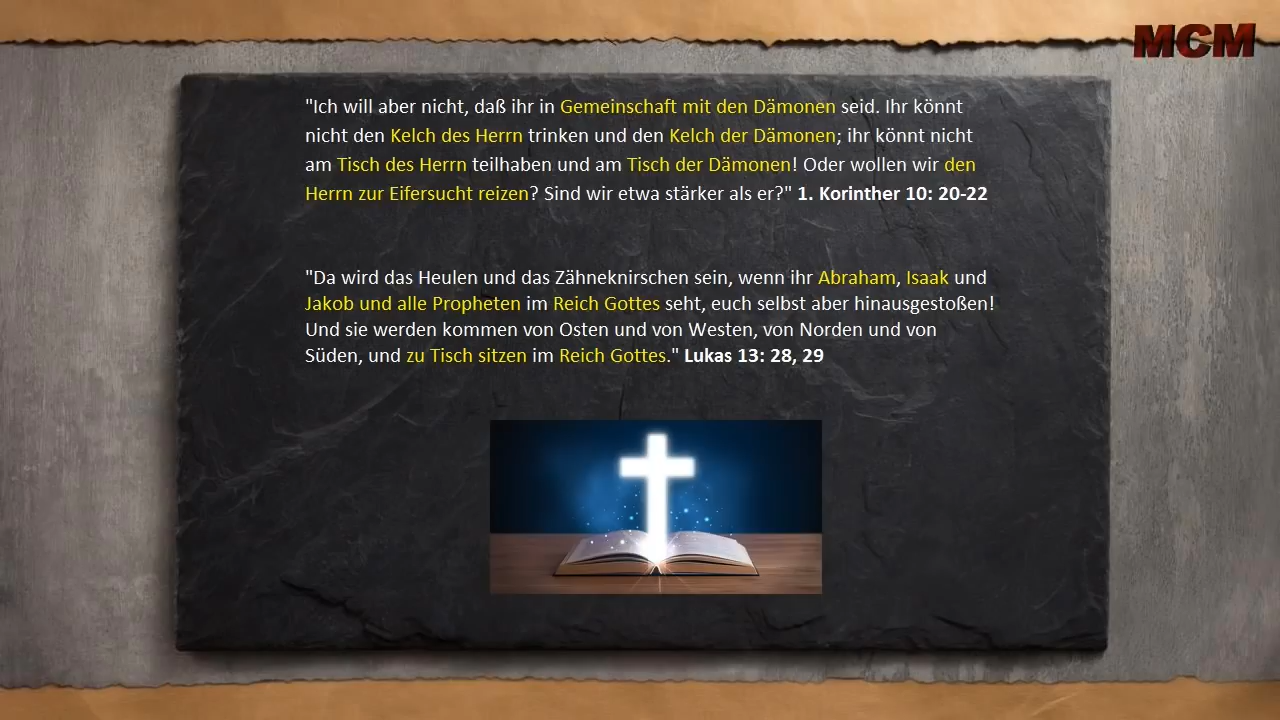 MCM
"Ich will aber nicht, daß ihr in Gemeinschaft mit den Dämonen seid. Ihr könnt
nicht den Kelch des Herrn trinken und den Kelch der Dämonen; ihr könnt nicht
am Tisch des Herrn teilhaben und am Tisch der Dämonen! Oder wollen wir den
Herrn zur Eifersucht reizen? Sind wir etwa stärker als er?" 1. Korinther 10: 20-22
"Da wird das Heulen und das Zähneknirschen sein, wenn ihr Abraham, Isaak und
Jakob und alle Propheten im Reich Gottes seht, euch selbst aber hinausgestoßen!
Und sie werden kommen von Osten und von Westen, von Norden und von
Süden, und zu Tisch sitzen im Reich Gottes." Lukas 13: 28, 29